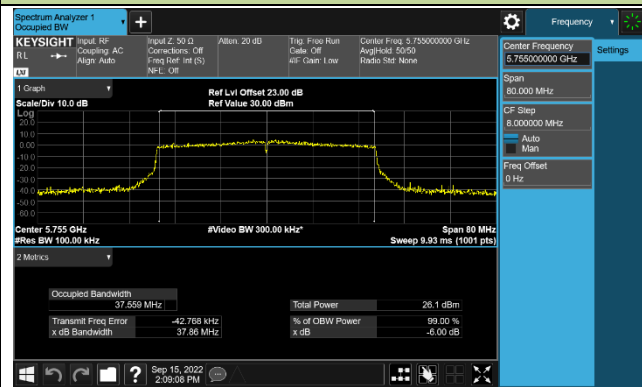 Spectrum Analyzer 1
Occupied BW
Frequency
KEYSIGHT
RL
LXI
Input: RF
Coupling: AC
Align: Auto
Input Z: 50 Ω
Corrections: Off
Freq Ref: Int (S)
NFE: Off
Atten: 20 dB
Trig: Free Run
Gate: Off
#IF Gain: Low
Center Freq: 5.755000000 GHz
Avg|Hold: 50/50
Radio Std: None
Center Frequency
5.755000000 GHz
Settings
Span
80.000 MHz
CF Step
8.000000 MHz
Auto
Man
Freq Offset
0 Hz
1 Graph
Scale/Div 10.0 dB
Ref Lvl Offset 23.00 dB
Ref Value 30.00 dBm
Log
20.0
10.0
0.00
-10.0
-20.0
-30.0
-40.0
-50.0
-60.0
Center 5.755 GHz
#Res BW 100.00 kHz
#Video BW 300.00 kHz*
Span 80 MHz
Sweep 9.93 ms (1001 pts)
2 Metrics
Occupied Bandwidth
37.559 MHz
Total Power 26.1 dBm
Transmit Freq Error -42.768 kHz
% of OBW Power 99.00 %
x dB Bandwidth 37.86 MHz
x dB -6.00 dB
?
Sep 15, 2022
2:09:08 PM